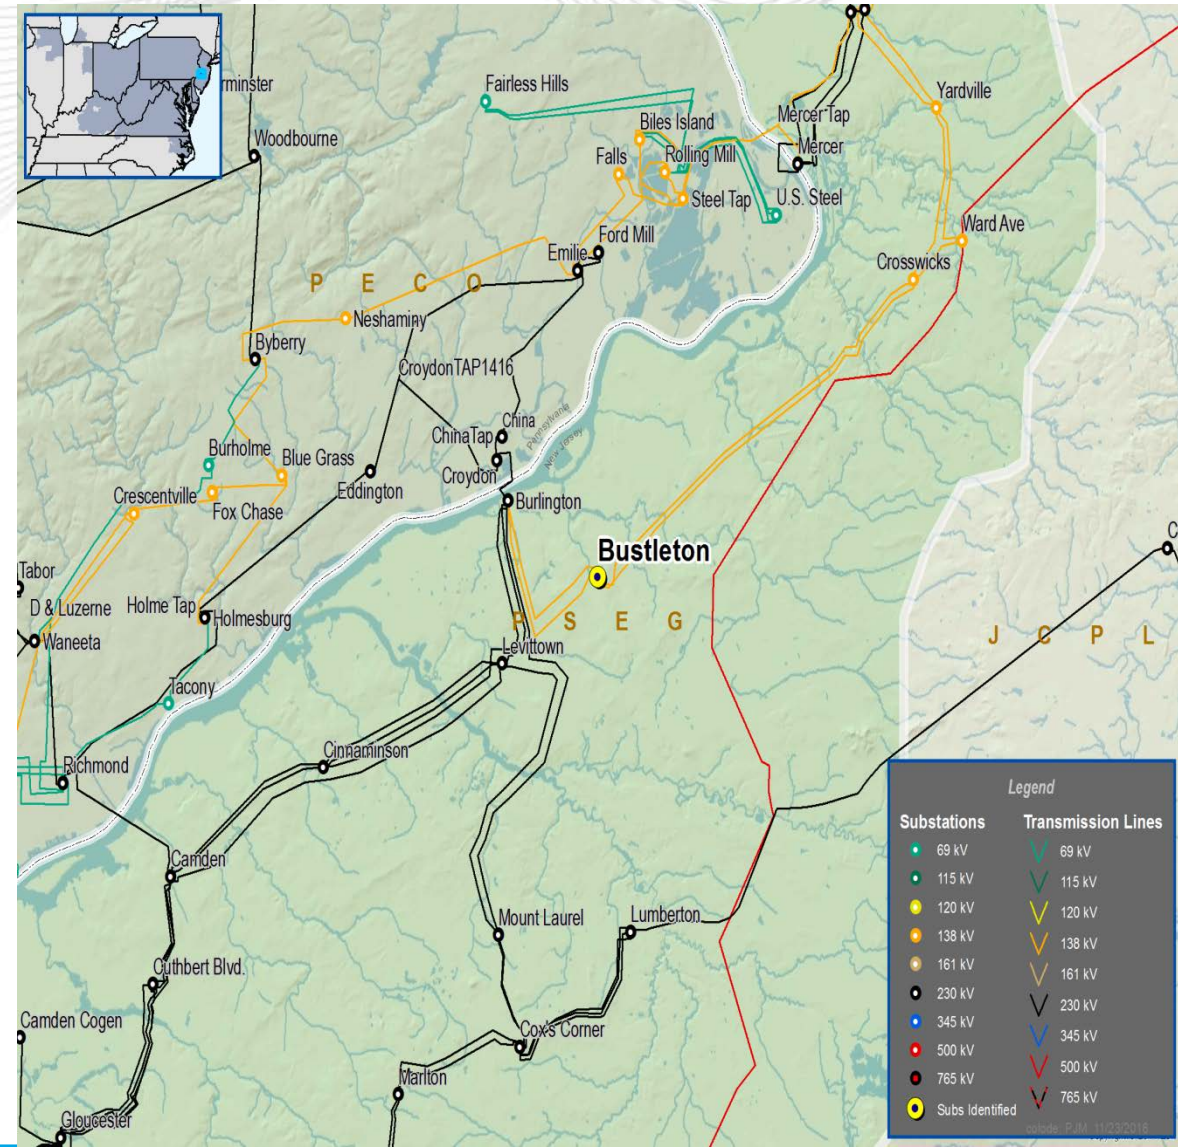 rminster
Fairless Hills
Yardville
Biles Island
Mercer Tap
Woodbourne
Mercer
Falls
Rolling Mill
Steel Tap
U.S. Steel
Ward Ave
Ford Mill
Emilie
Crosswicks
P E C O
Neshaminy
Byberry
CroydonTAP1416
China
Pennsylvania
New Jersey
ChinaTap
Burholme
Blue Grass
Croydon
Eddington
Crescentville
Fox Chase
Burlington
C
Bustleton
Tabor
D & Luzerne
Holme Tap
Holmesburg
P S E G
J C P L
Waneeta
Levittown
Tacony
Cinnaminson
Richmond
Camden
Mount Laurel
Lumberton
Cuthbert Blvd.
Camden Cogen
Cox's Corner
Marlton
Gloucester
Legend
Substations
69 kV
115 kV
120 kV
138 kV
161 kV
230 kV
345 kV
500 kV
765 kV
Subs Identified
Transmission Lines
69 kV
115 kV
120 kV
138 kV
161 kV
230 kV
345 kV
500 kV
765 kV